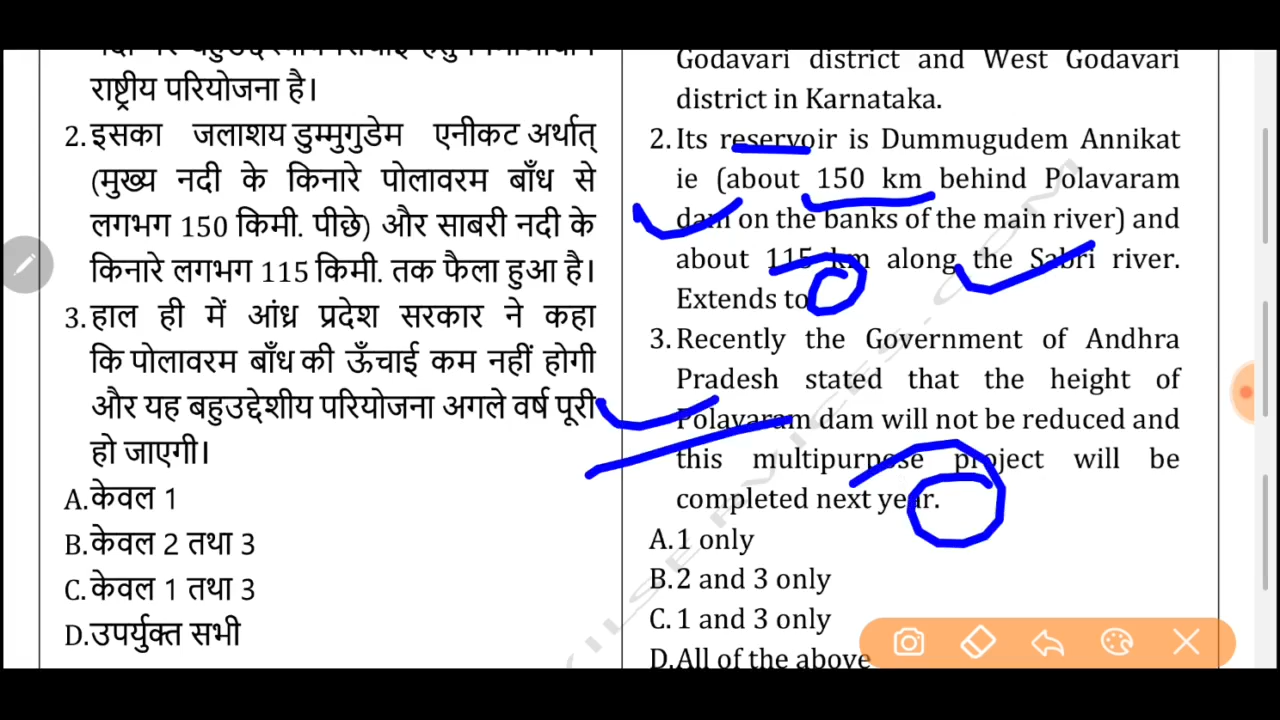 राष्ट्रीय परियोजना है।
2. इसका जलाशय डुम्मुगुडेम एनीकट अर्थात्
(मुख्य नदी के किनारे पोलावरम बाँध से
लगभग 150 किमी. पीछे) और साबरी नदी के
किनारे लगभग 115 किमी. तक फैला हुआ है।
3. हाल ही में आंध्र प्रदेश सरकार ने कहा
कि पोलावरम बाँध की ऊँचाई कम नहीं होगी
और यह बहुउद्देशीय परियोजना अगले वर्ष पूरी
हो जाएगी।
A. केवल 1
B. केवल 2 तथा 3
C. केवल 1 तथा 3
D. उपर्युक्त सभी
Godavari district and West Godavari
district in Karnataka.
2. Its reservoir is Dummugudem Annikat
ie (about 150 km behind Polavaram
dam on the banks of the main river) and
about 115 km along the Sabri river.
Extends to
3. Recently the Government of Andhra
Pradesh stated that the height of
Polavaram dam will not be reduced and
this multipurpose project will be
completed next year.
A. 1 only
B. 2 and 3 only
C. 1 and 3 only
D. All of the above